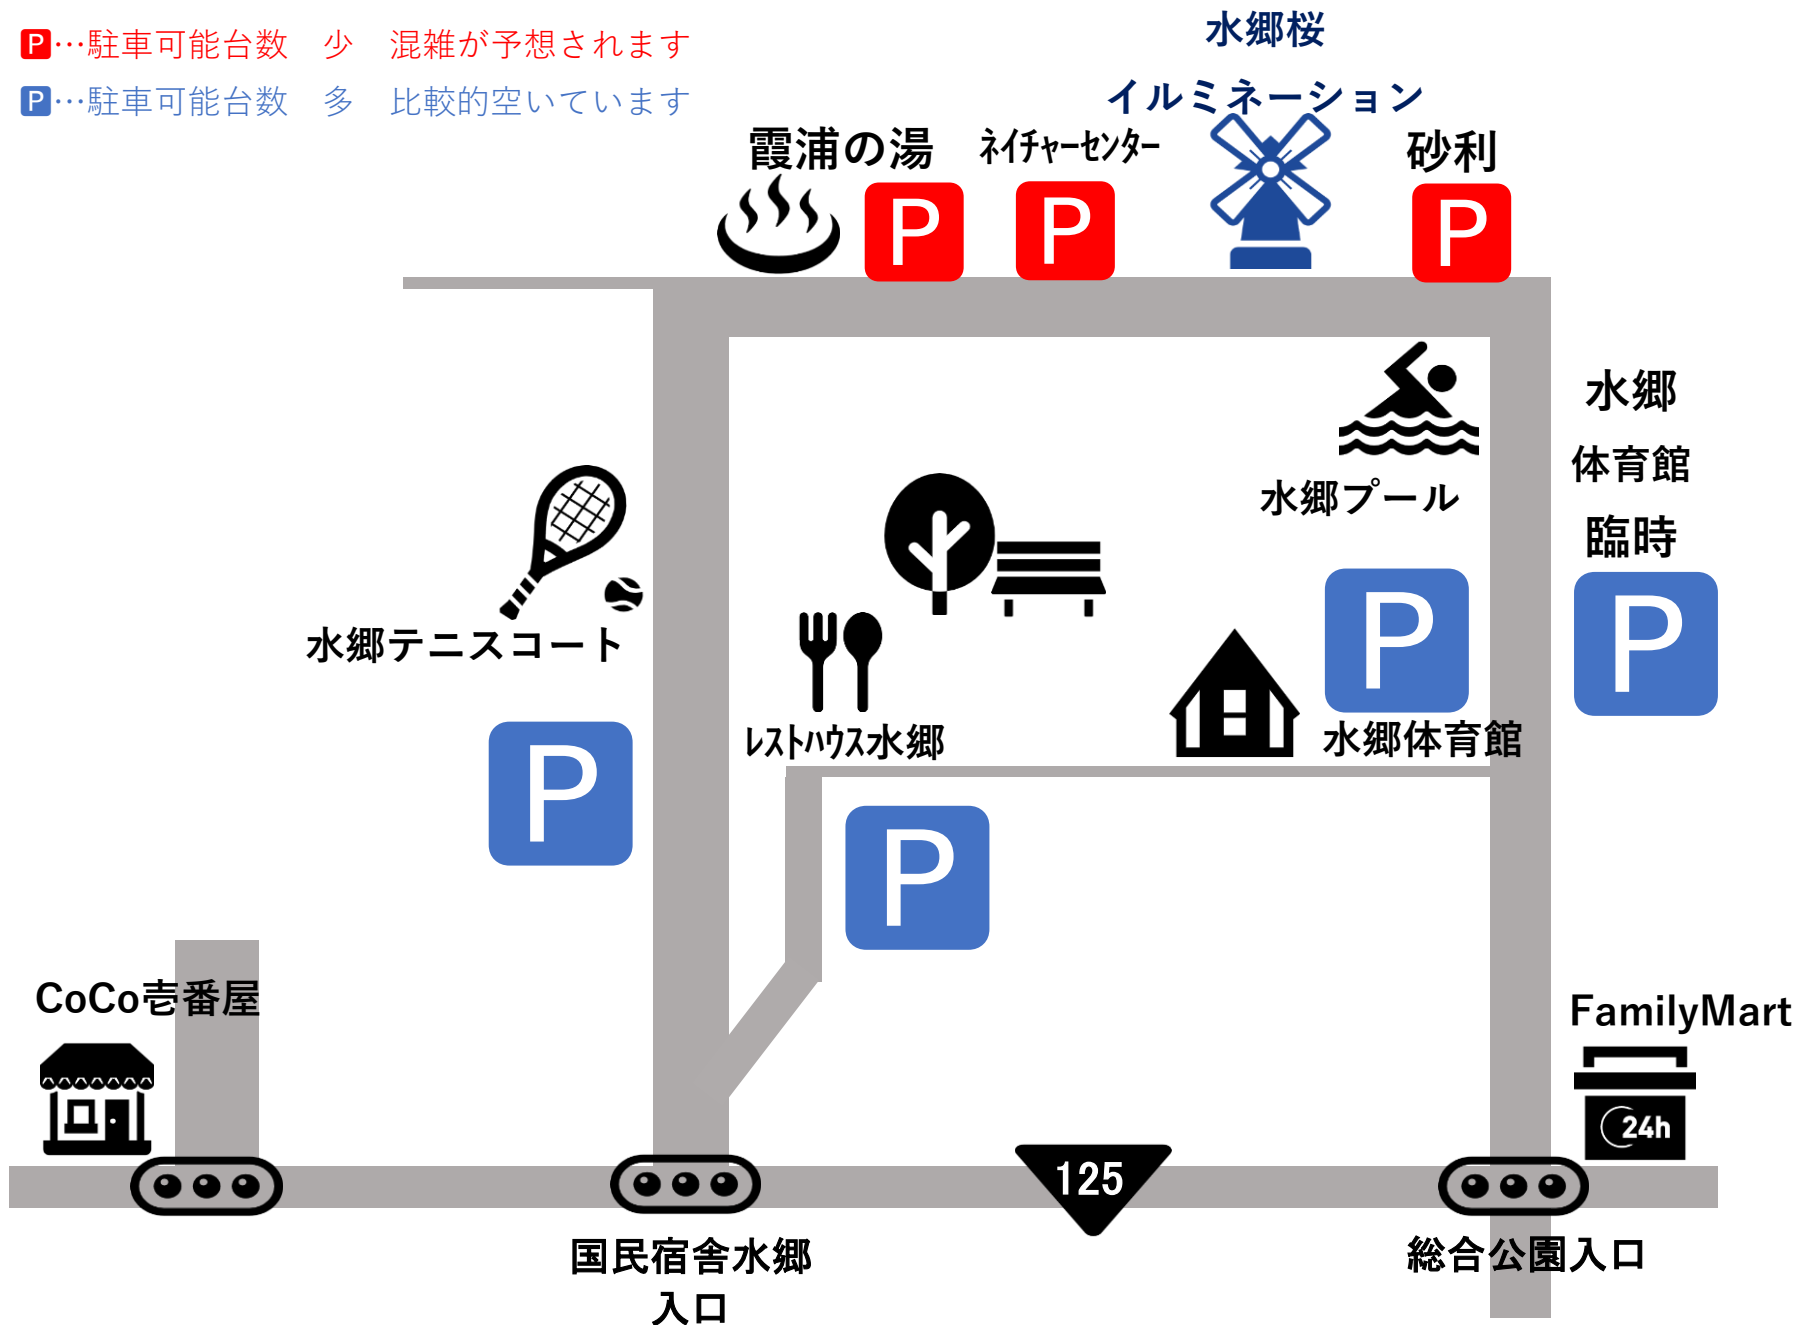 P…駐車可能台数　少　混雑が予想されます
P…駐車可能台数　多　比較的空いています
水郷桜
イルミネーション
霞浦の湯
P
ネイチャーセンター
P
砂利
P
水郷
体育館
臨時
P
水郷プール
P
水郷体育館
水郷テニスコート
P
レストハウス水郷
P
CoCo壱番屋
FamilyMart
24h
125
国民宿舎水郷
入口
総合公園入口